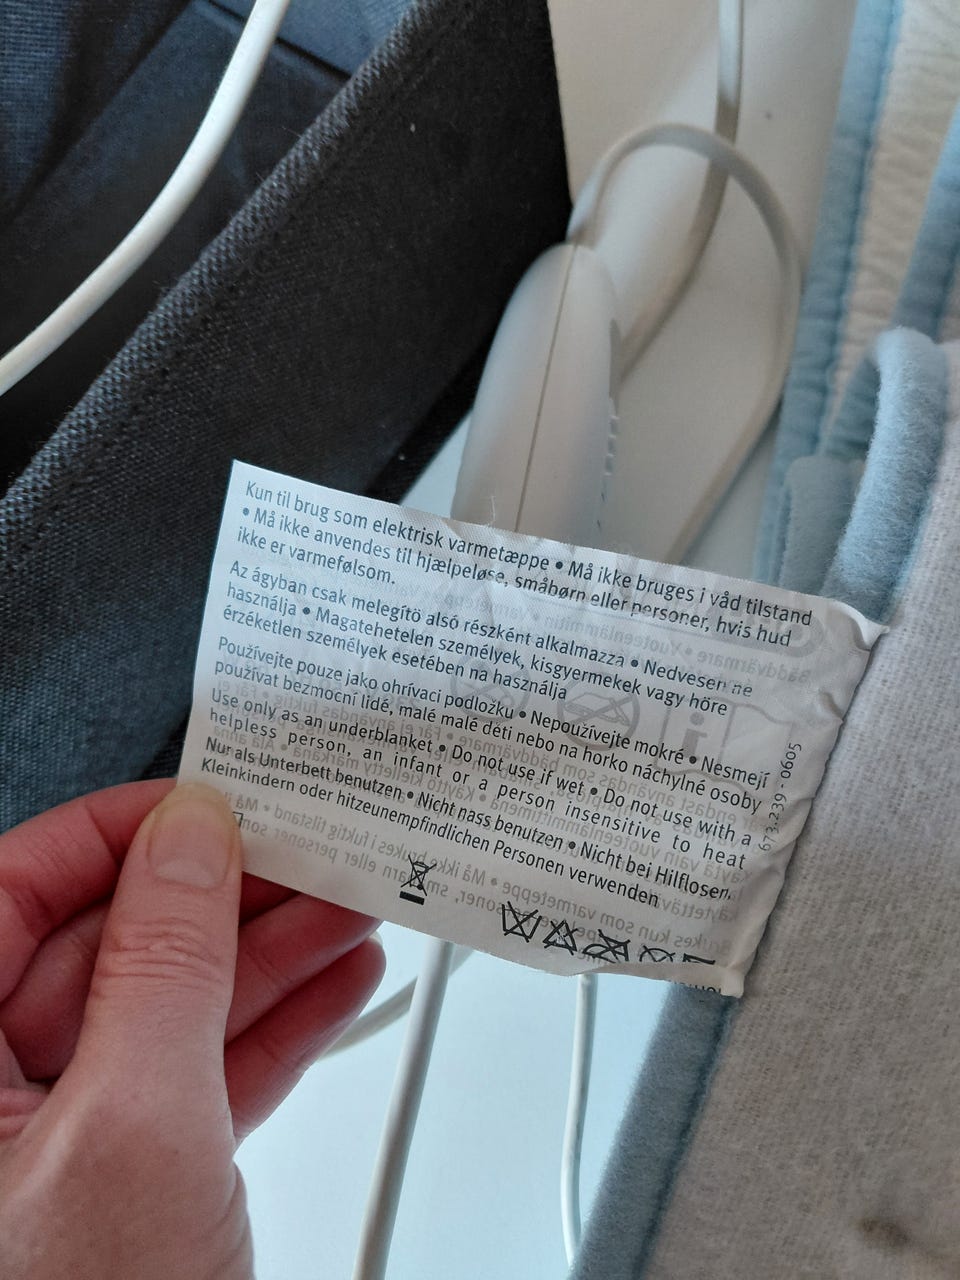 Kun til brug som elektrisk varmetæppe • Må ikke bruges i våd tilstand
• Må ikke anvendes til hjælpeløse, småbørn eller personer, hvis hud
ikke er varmefølsom.
Az ágyban csak melegítö alsó részként alkalmazza • Nedvesen ne
használja • Magatehetelen személyek, kisgyermekek vagy höre
érzéketlen személyek esetében na használja
Používejte pouze jako ohrívaci podložku • Nepoužívejte mokré • Nesmejí
používat bezmocní lidé, malé malé děti nebo na horko náchylné osoby
Use only as an underblanket • Do not use if wet • Do not use with a
helpless person, an infant or a person insensitive to heat
Nur als Unterbett benutzen • Nicht nass benutzen • Nicht bei Hilflosen,
Kleinkindern oder hitzeunempfindlichen Personen verwenden
673.239 - 0605